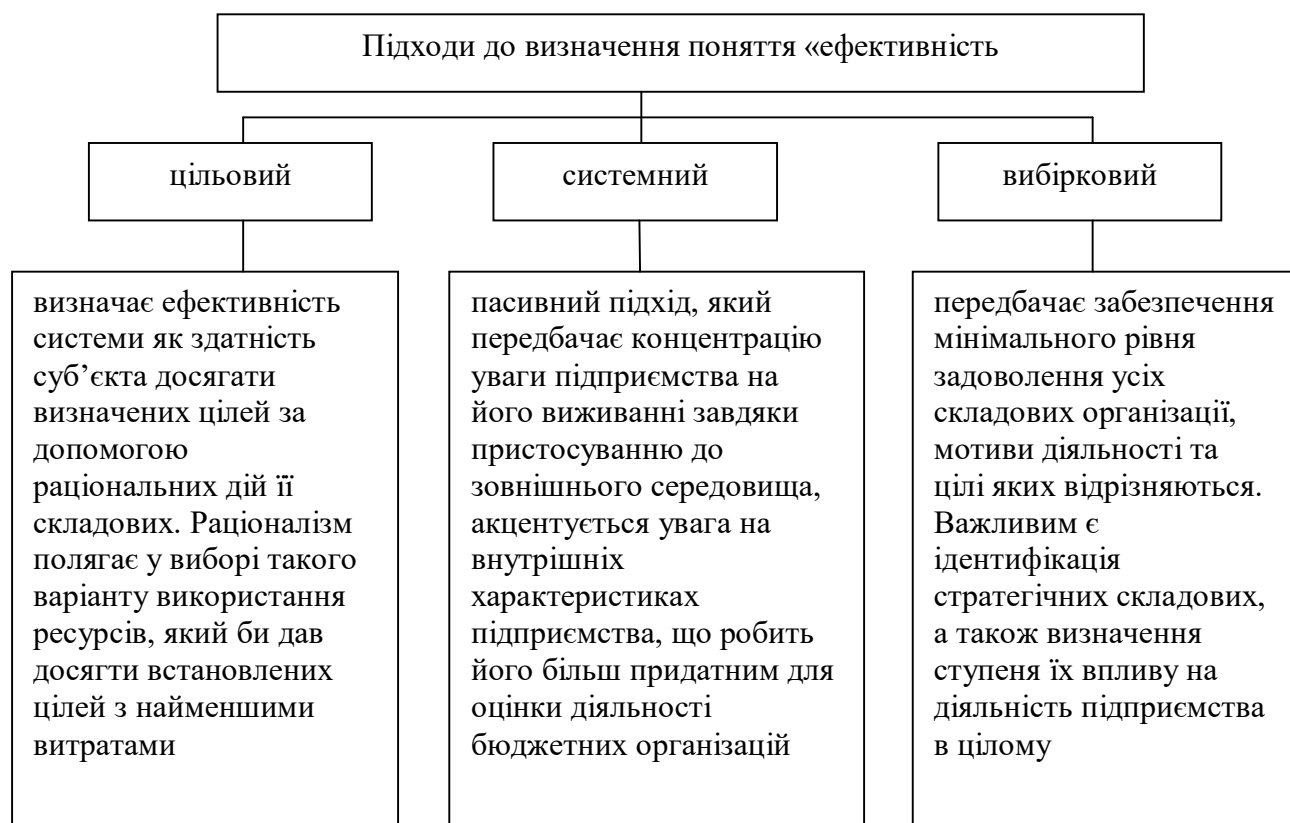 Підходи до визначення поняття «ефективність
цільовий
системний
вибірковий
визначає ефективність
системи як здатність
суб’єкта досягати
визначених цілей за
допомогою
раціональних дій її
складових. Раціоналізм
полягає у виборі такого
варіанту використання
ресурсів, який би дав
досягти встановлених
цілей з найменшими
витратами
пасивний підхід, який
передбачає концентрацію
уваги підприємства на
його виживанні завдяки
пристосуванню до
зовнішнього середовища,
акцентується увага на
внутрішніх
характеристиках
підприємства, що робить
його більш придатним для
оцінки діяльності
бюджетних організацій
передбачає забезпечення
мінімального рівня
задоволення усіх
складових організації,
мотиви діяльності та
цілі яких відрізняються.
Важливим є
ідентифікація
стратегічних складових,
а також визначення
ступеня їх впливу на
діяльність підприємства
в цілому